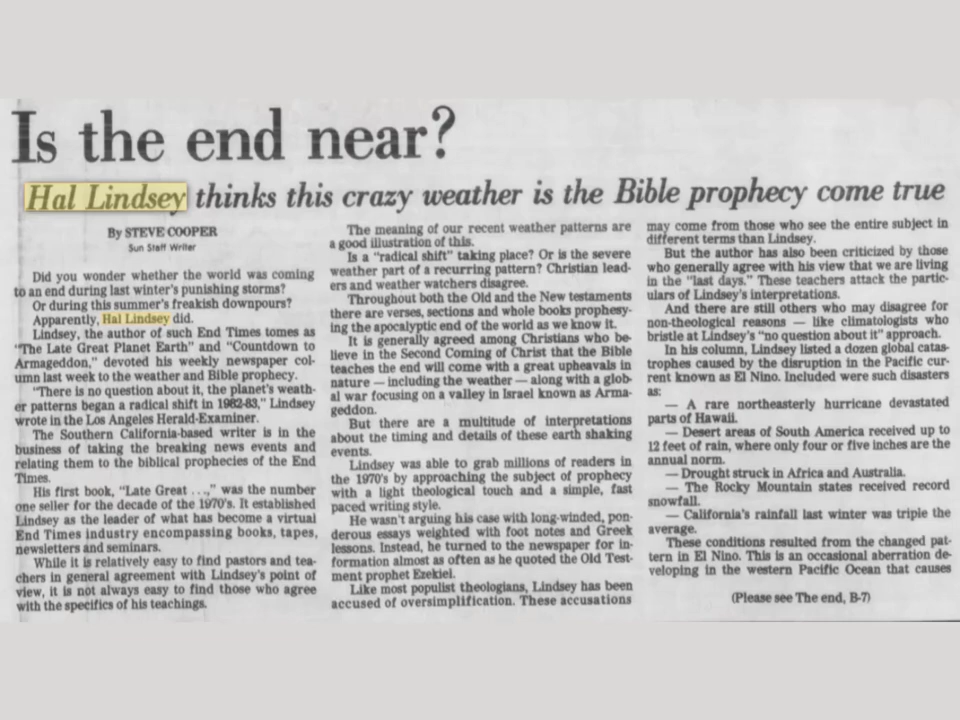 Is the end near?
Hal Lindsey thinks this crazy weather is the Bible prophecy come true
By STEVE COOPER
Sun Staff Writer
Did you wonder whether the world was coming
to an end during last winter's punishing storms?
Or during this summer's freakish downpours?
Apparently, Hal Lindsey did.
Lindsey, the author of such End Times tomes as
"The Late Great Planet Earth" and "Countdown to
Armageddon," devoted his weekly newspaper col-
umn last week to the weather and Bible prophecy.
"There is no question about it, the planet's weath-
er patterns began a radical shift in 1982-83," Lindsey
wrote in the Los Angeles Herald-Examiner.
The Southern California-based writer is in the
business of taking the breaking news events and
relating them to the biblical prophecies of the End
Times.
His first book, "Late Great . . .," was the number
one seller for the decade of the 1970's. It established
Lindsey as the leader of what has become a virtual
End Times industry encompassing books, tapes,
newsletters and seminars.
While it is relatively easy to find pastors and tea-
chers in general agreement with Lindsey's point of
view, it is not always easy to find those who agree
with the specifics of his teachings.
The meaning of our recent weather patterns are
a good illustration of this.
Is a "radical shift" taking place? Or is the severe
weather part of a recurring pattern? Christian lead-
ers and weather watchers disagree.
Throughout both the Old and the New testaments
there are verses, sections and whole books prophesy-
ing the apocalyptic end of the world as we know it.
It is generally agreed among Christians who be-
lieve in the Second Coming of Christ that the Bible
teaches the end will come with a great upheavals in
nature — including the weather — along with a glob-
al war focusing on a valley in Israel known as Arma-
geddon.
But there are a multitude of interpretations
about the timing and details of these earth shaking
events.
Lindsey was able to grab millions of readers in
the 1970's by approaching the subject of prophecy
with a light theological touch and a simple, fast
paced writing style.
He wasn't arguing his case with long-winded, pon-
derous essays weighted with foot notes and Greek
lessons. Instead, he turned to the newspaper for in-
formation almost as often as he quoted the Old Test-
ment prophet Ezekiel.
Like most populist theologians, Lindsey has been
accused of oversimplification. These accusations
may come from those who see the entire subject in
different terms than Lindsey.
But the author has also been criticized by those
who generally agree with his view that we are living
in the "last days." These teachers attack the partic-
ulars of Lindsey's interpretations.
And there are still others who may disagree for
non-theological reasons — like climatologists who
bristle at Lindsey's "no question about it" approach.
In his column, Lindsey listed a dozen global catas-
trophes caused by the disruption in the Pacific cur-
rent known as El Nino. Included were such disasters
as:
— A rare northeasterly hurricane devastated
parts of Hawaii.
— Desert areas of South America received up to
12 feet of rain, where only four or five inches are the
annual norm.
— Drought struck in Africa and Australia.
— The Rocky Mountain states received record
snowfall.
— California's rainfall last winter was triple the
average.
These conditions resulted from the changed pat-
tern in El Nino. This is an occasional aberration de-
veloping in the western Pacific Ocean that causes
(Please see The end, B-7)